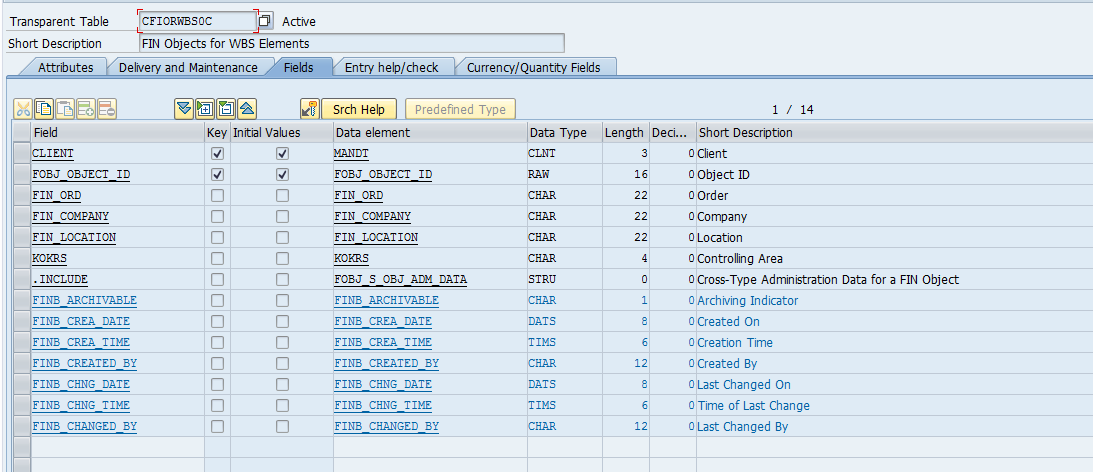 Transparent Table CFIORWBS0C Active
Short Description FIN Objects for WBS Elements
Attributes Delivery and Maintenance Fields Entry help/check Currency/Quantity Fields
Srch Help Predefined Type 1 / 14
Field Key Initial Values Data element Data Type Length Deci... Short Description
CLIENT MANDT CLNT 3 0 Client
FOBJ_OBJECT_ID FOBJ_OBJECT_ID RAW 16 0 Object ID
FIN_ORD FIN_ORD CHAR 22 0 Order
FIN_COMPANY FIN_COMPANY CHAR 22 0 Company
FIN_LOCATION FIN_LOCATION CHAR 22 0 Location
KOKRS KOKRS CHAR 4 0 Controlling Area
.INCLUDE FOBJ_S_OBJ_ADM_DATA STRU 0 0 Cross-Type Administration Data for a FIN Object
FINB_ARCHIVABLE FINB_ARCHIVABLE CHAR 1 0 Archiving Indicator
FINB_CREA_DATE FINB_CREA_DATE DATS 8 0 Created On
FINB_CREA_TIME FINB_CREA_TIME TIMS 6 0 Creation Time
FINB_CREATED_BY FINB_CREATED_BY CHAR 12 0 Created By
FINB_CHNG_DATE FINB_CHNG_DATE DATS 8 0 Last Changed On
FINB_CHNG_TIME FINB_CHNG_TIME TIMS 6 0 Time of Last Change
FINB_CHANGED_BY FINB_CHANGED_BY CHAR 12 0 Last Changed By